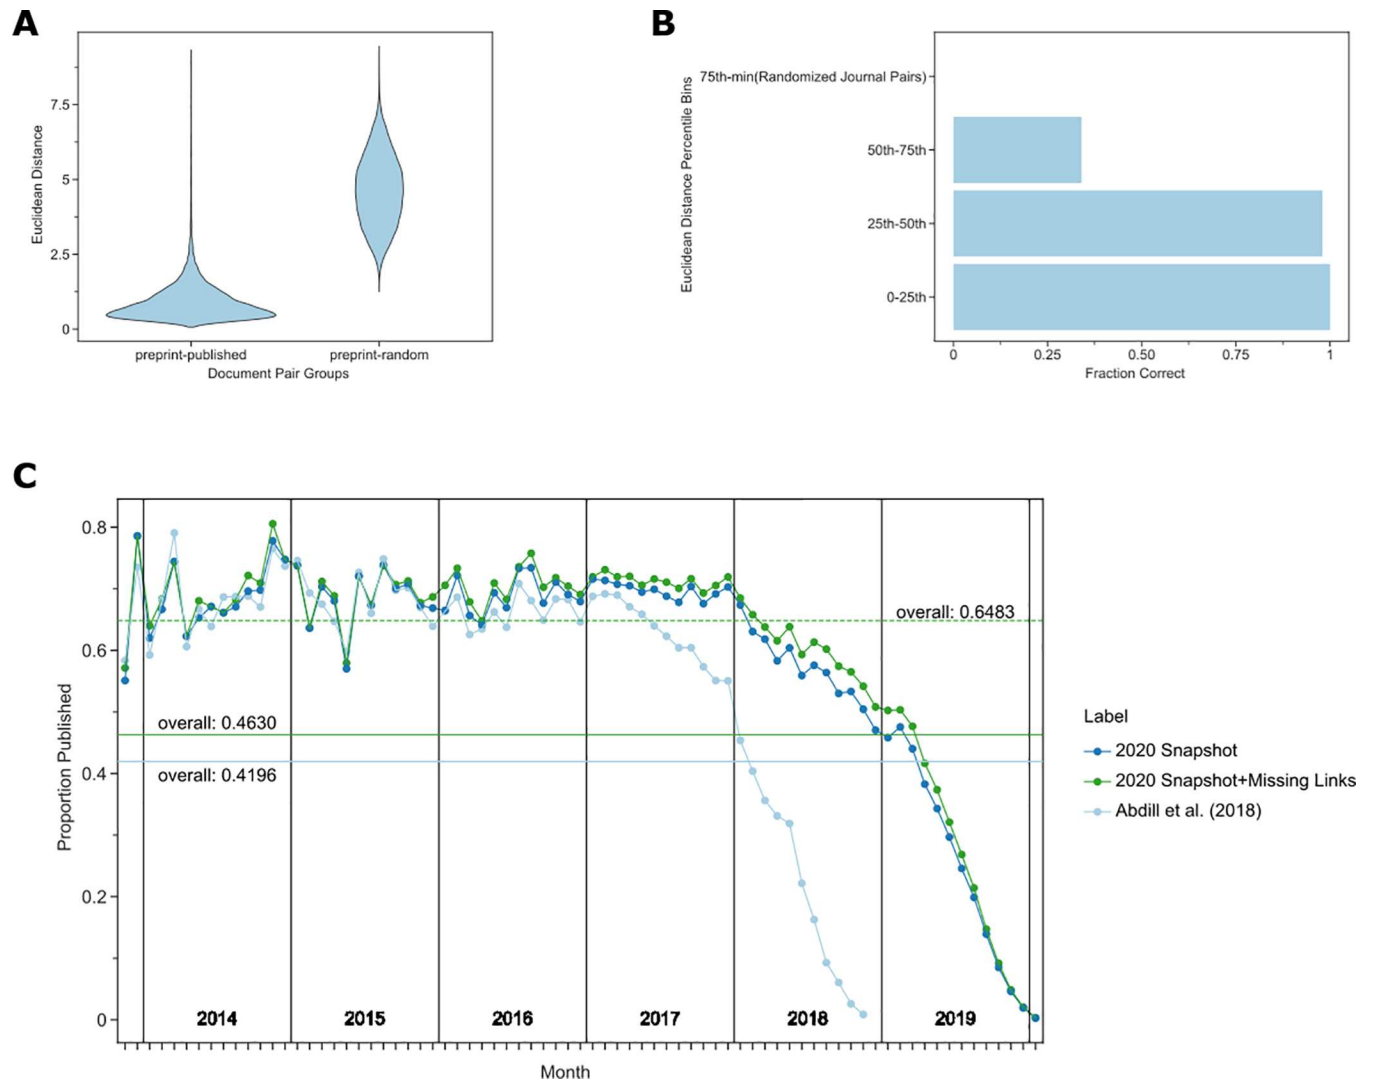 A
Euclidean Distance
7.5
5
2.5
0
preprint-published
preprint-random
Document Pair Groups
B
Euclidean Distance Percentile Bins
75th-min(Randomized Journal Pairs)
50th-75th
25th-50th
0-25th
0
0.25
0.50
0.75
1
Fraction Correct
C
Proportion Published
0.8
0.6
0.4
0.2
0
overall: 0.6483
overall: 0.4630
overall: 0.4196
2014
2015
2016
2017
2018
2019
Month
Label
2020 Snapshot
2020 Snapshot+Missing Links
Abdill et al. (2018)